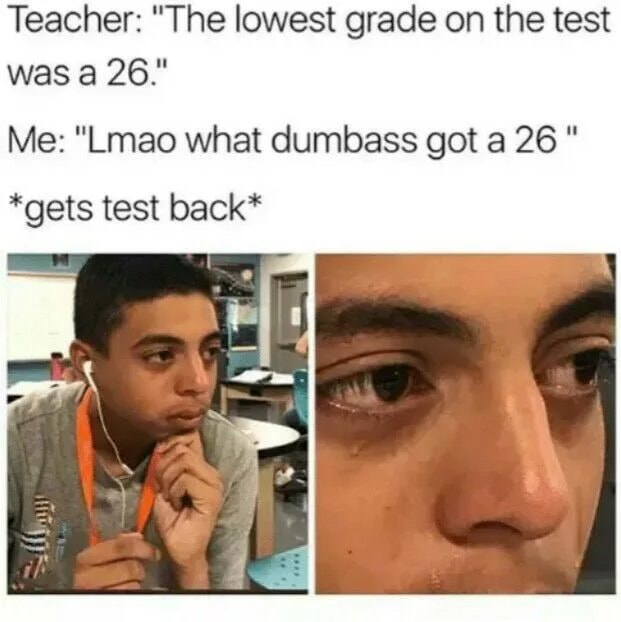 Teacher: "The lowest grade on the test
was a 26."
Me: "Lmao what dumbass got a 26 "
*gets test back*